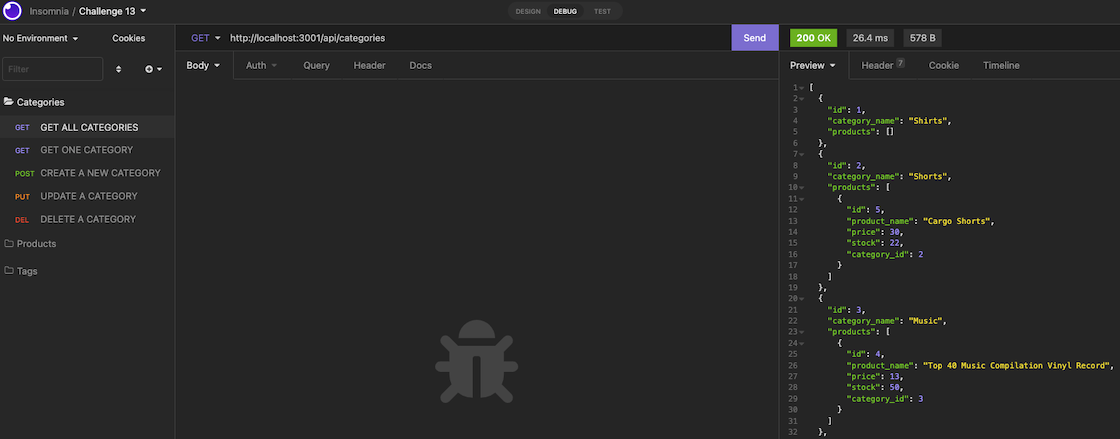 Insomnia / Challenge 13
DESIGN DEBUG TEST
No Environment Cookies
Filter
Categories
GET GET ALL CATEGORIES
GET GET ONE CATEGORY
POST CREATE A NEW CATEGORY
PUT UPDATE A CATEGORY
DEL DELETE A CATEGORY
Products
Tags
GET http://localhost:3001/api/categories Send
Body Auth Query Header Docs
200 OK 26.4 ms 578 B
Preview Header 7 Cookie Timeline
1 [
2 {
3 "id": 1,
4 "category_name": "Shirts",
5 "products": []
6 },
7 {
8 "id": 2,
9 "category_name": "Shorts",
10 "products": [
11 {
12 "id": 5,
13 "product_name": "Cargo Shorts",
14 "price": 30,
15 "stock": 22,
16 "category_id": 2
17 }
18 ]
19 },
20 {
21 "id": 3,
22 "category_name": "Music",
23 "products": [
24 {
25 "id": 4,
26 "product_name": "Top 40 Music Compilation Vinyl Record",
27 "price": 13,
28 "stock": 50,
29 "category_id": 3
30 }
31 ]
32 },